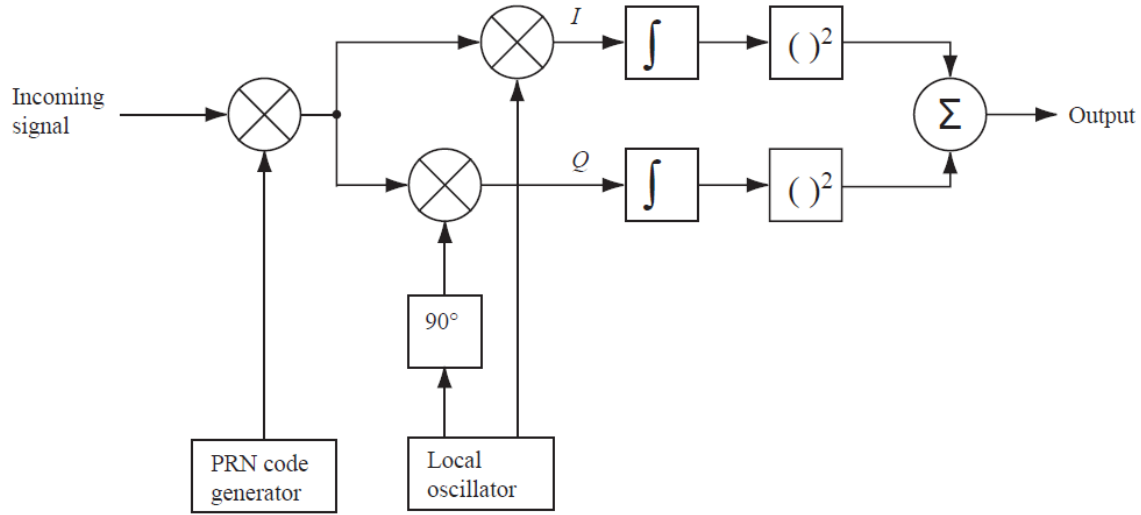 I
∫
( )²
Incoming
signal
Σ
Output
Q
∫
( )²
90°
PRN code
generator
Local
oscillator